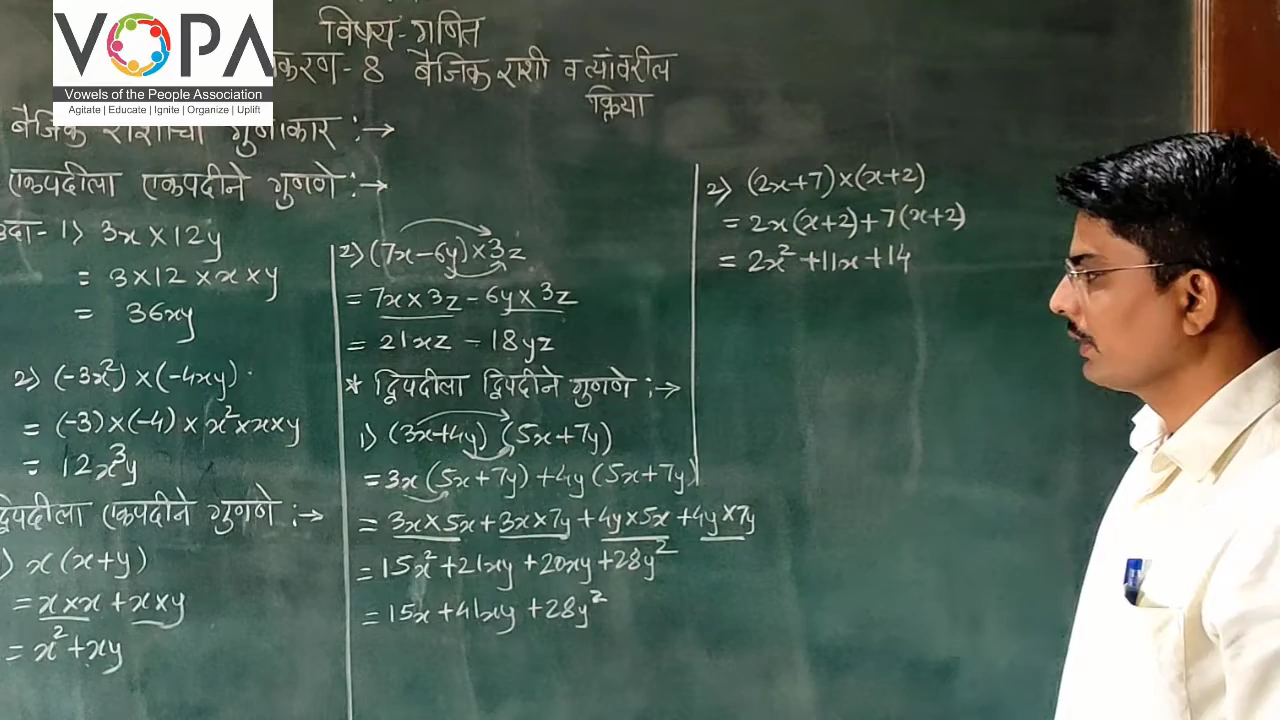 VOPA
Vowels of the People Association
Agitate | Educate | Ignite | Organize | Uplift
विषय-गणित
करण- 8 बैजिक राशी व त्यांवरील
क्रिया
बैजिक राशींचा गुणाकार :→
एकपदीला एकपदीने गुणणे :→
उदा- 1) 3x × 12y
= 3 × 12 × x × y
= 36xy
2) (-3x²) × (-4xy)
= (-3) × (-4) × x² × x × y
= 12x³y
द्विपदीला एकपदीने गुणणे :→
1) x (x+y)
= x × x + x × y
= x² + xy
2) (7x-6y) × 3z
= 7x × 3z - 6y × 3z
= 21xz - 18yz
* द्विपदीला द्विपदीने गुणणे :→
1) (3x+4y) (5x+7y)
= 3x (5x+7y) + 4y (5x+7y)
= 3x × 5x + 3x × 7y + 4y × 5x + 4y × 7y
= 15x² + 21xy + 20xy + 28y²
= 15x + 41xy + 28y²
2) (2x+7) × (x+2)
= 2x (x+2) + 7 (x+2)
= 2x² + 11x + 14